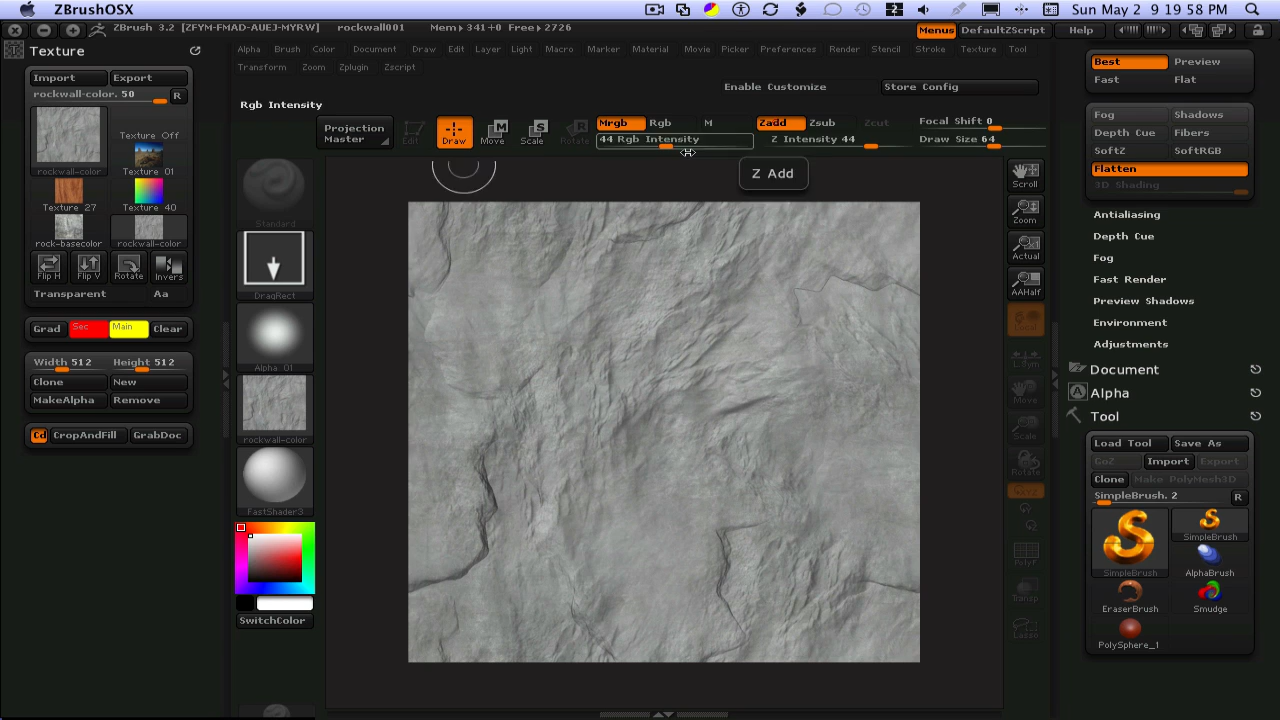 ZBrushOSX
Sun May 2 9:19:58 PM
ZBrush 3.2 [ZFYM-FMAD-AUEJ-MYRW] rockwall001 Mem▸341+0 Free▸2726
Menus DefaultZScript Help
Texture
Alpha Brush Color Document Draw Edit Layer Light Macro Marker Material Movie Picker Preferences Render Stencil Stroke Texture Tool
Transform Zoom Zplugin Zscript
Enable Customize Store Config
Rgb Intensity
Import Export
rockwall-color. 50 R
Texture Off
rockwall-color Texture 01
Texture 27 Texture 40
rock-basecolor rockwall-color
Flip H Flip V Rotate Invers
Transparent Aa
Grad Sec Main Clear
Width 512 Height 512
Clone New
MakeAlpha Remove
Cd CropAndFill GrabDoc
Projection Master
Edit Draw Move Scale Rotate
Mrgb Rgb M
44 Rgb Intensity
Zadd Zsub Zcut
Z Intensity 44
Focal Shift 0
Draw Size 64
Z Add
Standard
DragRect
Alpha 01
rockwall-color
FastShader3
SwitchColor
Scroll
Zoom
Actual
AAHalf
Local
L.Sym
Move
Scale
Rotate
PolyF
Transp
Lasso
Best Preview
Fast Flat
Fog Shadows
Depth Cue Fibers
SoftZ SoftRGB
Flatten
3D Shading
Antialiasing
Depth Cue
Fog
Fast Render
Preview Shadows
Environment
Adjustments
Document
Alpha
Tool
Load Tool Save As
GoZ Import Export
Clone Make PolyMesh3D
SimpleBrush. 2 R
SimpleBrush SimpleBrush
AlphaBrush
EraserBrush Smudge
PolySphere_1